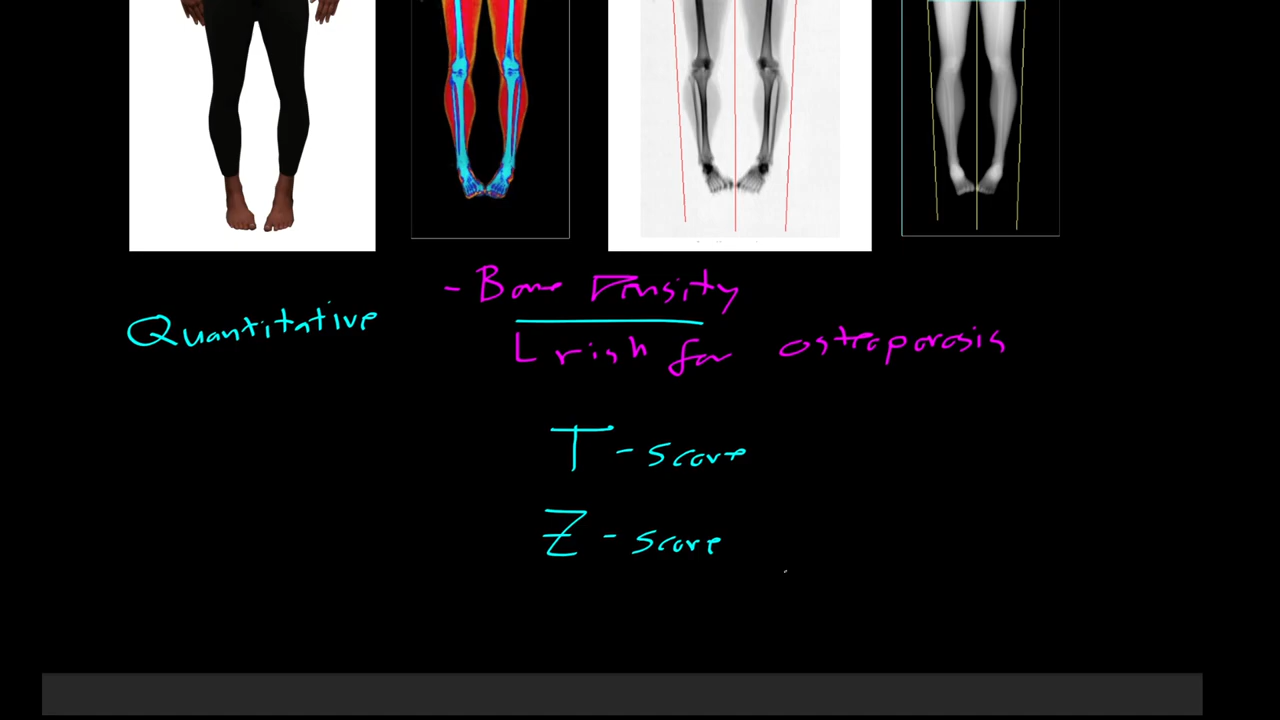 - Bone Density
Quantitative
L risk for osteoporosis
T - score
Z - score